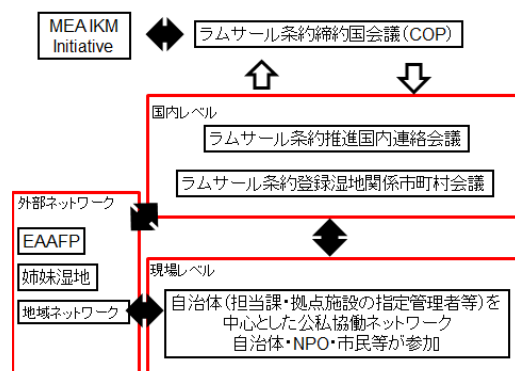 MEA IKM
Initiative
ラムサール条約締約国会議(COP)
国内レベル
ラムサール条約推進国内連絡会議
ラムサール条約登録湿地関係市町村会議
外部ネットワーク
EAAFP
姉妹湿地
地域ネットワーク
現場レベル
自治体(担当課・拠点施設の指定管理者等)を
中心とした公私協働ネットワーク
自治体・NPO・市民等が参加